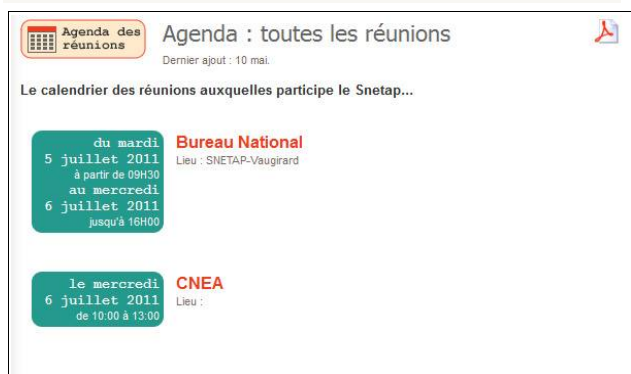 Agenda des
réunions
Agenda : toutes les réunions
Dernier ajout : 10 mai.
Le calendrier des réunions auxquelles participe le Snetap...
du mardi
5 juillet 2011
à partir de 09H30
au mercredi
6 juillet 2011
jusqu'à 16H00
Bureau National
Lieu : SNETAP-Vaugirard
le mercredi
6 juillet 2011
de 10:00 à 13:00
CNEA
Lieu :